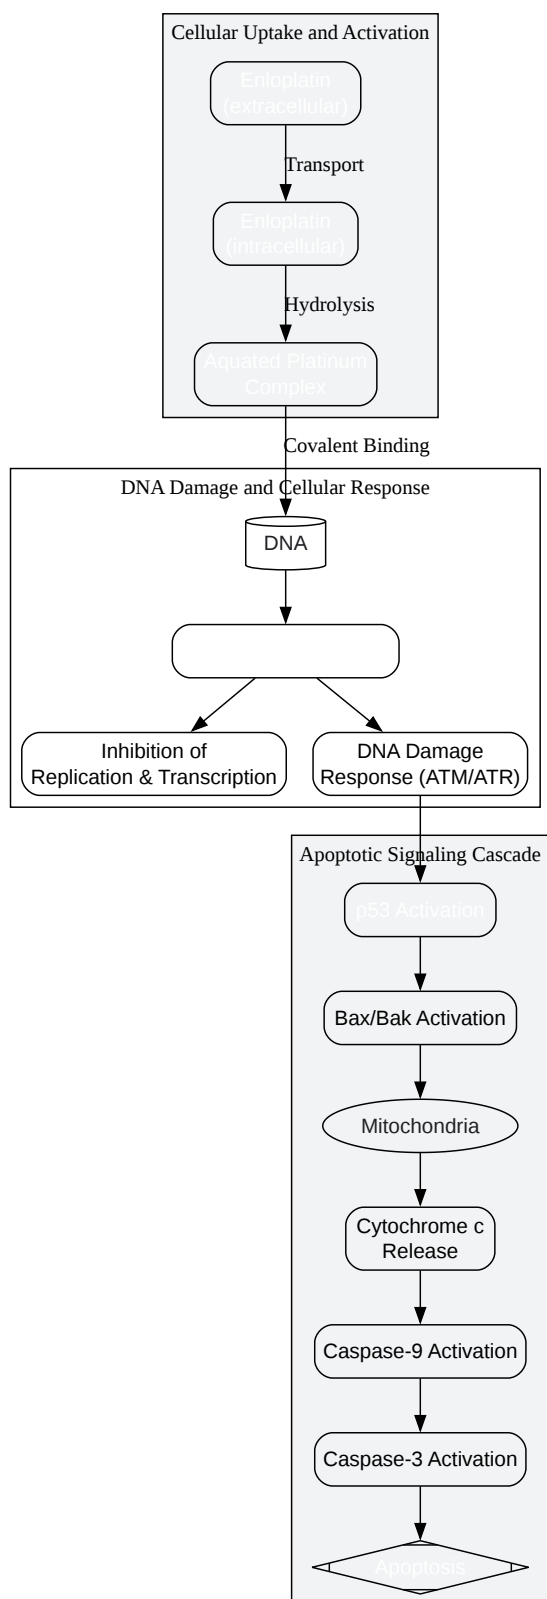 Cellular Uptake and Activation
Enloplatin
(extracellular)
Transport
Enloplatin
(intracellular)
Hydrolysis
Aquated Platinum
Complex
Covalent Binding
DNA Damage and Cellular Response
DNA
Inhibition of
Replication & Transcription
DNA Damage
Response (ATM/ATR)
Apoptotic Signaling Cascade
p53 Activation
Bax/Bak Activation
Mitochondria
Cytochrome c
Release
Caspase-9 Activation
Caspase-3 Activation
Apoptosis